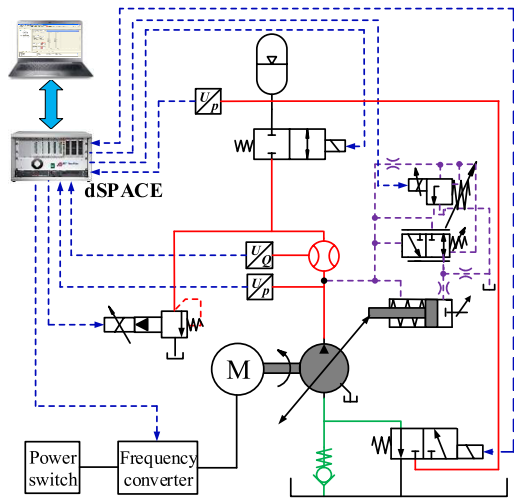 U/p
dSPACE
U/Q
U/p
M
Power
switch
Frequency
converter